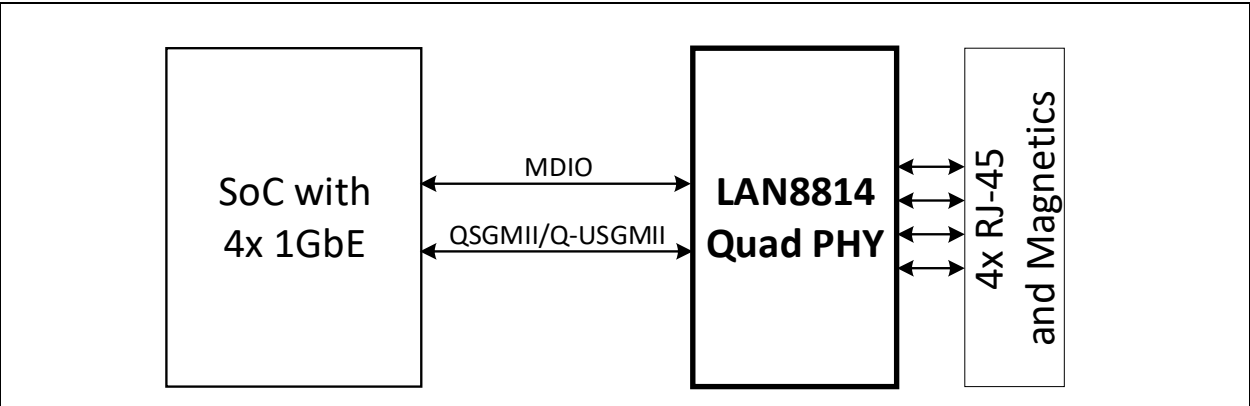 SoC with
4x 1GbE
MDIO
QSGMII/Q-USGMII
LAN8814
Quad PHY
4x RJ-45
and Magnetics